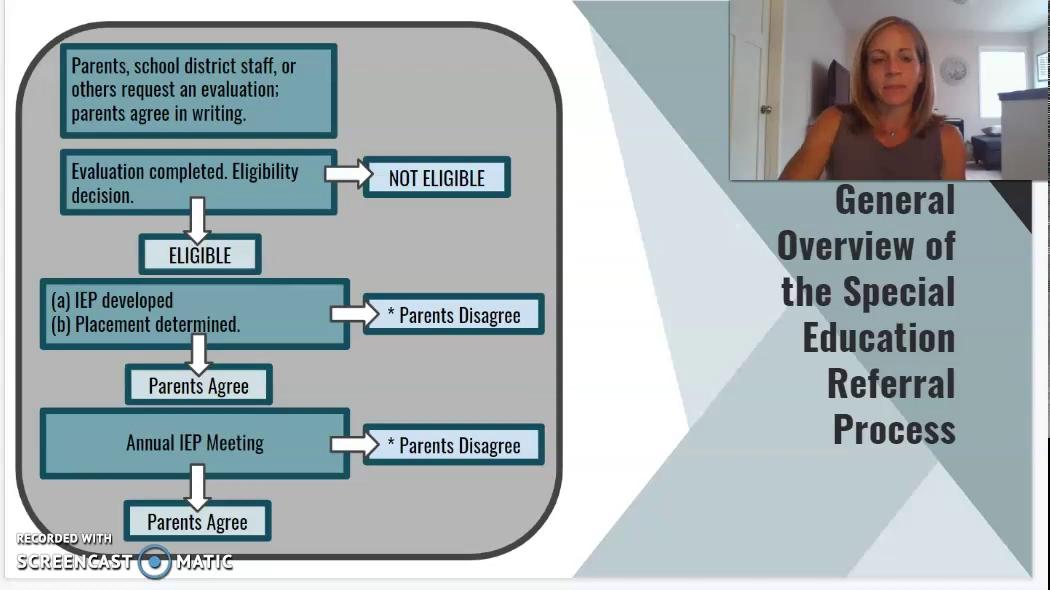 Parents, school district staff, or
others request an evaluation;
parents agree in writing.
Evaluation completed. Eligibility
decision.
NOT ELIGIBLE
ELIGIBLE
(a) IEP developed
(b) Placement determined.
* Parents Disagree
Parents Agree
Annual IEP Meeting
* Parents Disagree
Parents Agree
RECORDED WITH
SCREENCAST MATIC
General
Overview of
the Special
Education
Referral
Process